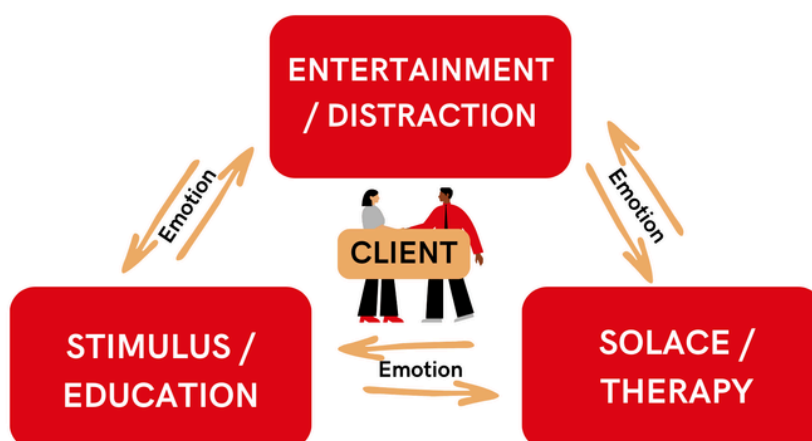 ENTERTAINMENT
/ DISTRACTION
Emotion
Emotion
CLIENT
STIMULUS /
EDUCATION
Emotion
SOLACE /
THERAPY